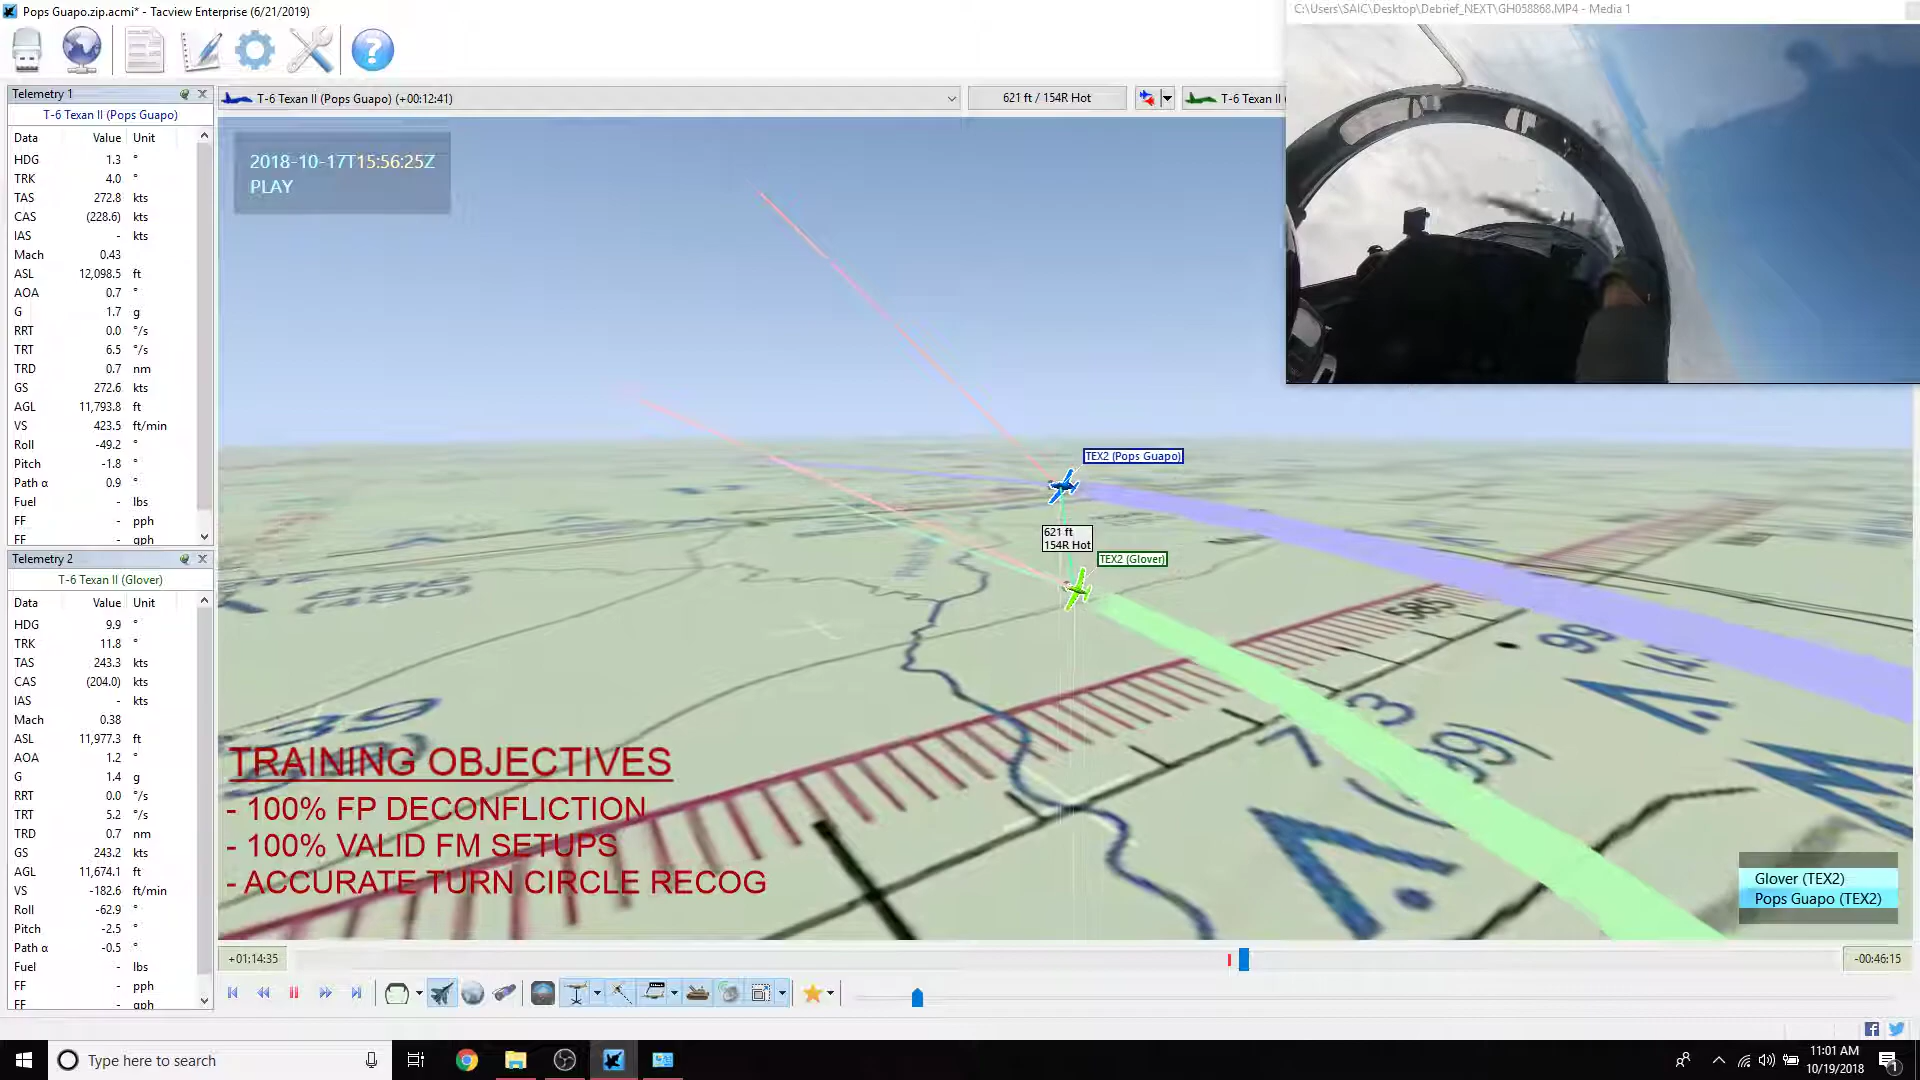 Pops Guapo.zip.acmi* - Tacview Enterprise (6/21/2019)
C:\Users\SAIC\Desktop\Debrief_NEXT\GH058868.MP4 - Media 1
Telemetry 1
T-6 Texan II (Pops Guapo) (+00:12:41)
621 ft / 154R Hot
T-6 Texan II
T-6 Texan II (Pops Guapo)
Data Value Unit
HDG 1.3 °
TRK 4.0 °
TAS 272.8 kts
CAS (228.6) kts
IAS - kts
Mach 0.43
ASL 12,098.5 ft
AOA 0.7 °
G 1.7 g
RRT 0.0 °/s
TRT 6.5 °/s
TRD 0.7 nm
GS 272.6 kts
AGL 11,793.8 ft
VS 423.5 ft/min
Roll -49.2 °
Pitch -1.8 °
Path α 0.9 °
Fuel - lbs
FF - pph
FF - gph
Telemetry 2
T-6 Texan II (Glover)
Data Value Unit
HDG 9.9 °
TRK 11.8 °
TAS 243.3 kts
CAS (204.0) kts
IAS - kts
Mach 0.38
ASL 11,977.3 ft
AOA 1.2 °
G 1.4 g
RRT 0.0 °/s
TRT 5.2 °/s
TRD 0.7 nm
GS 243.2 kts
AGL 11,674.1 ft
VS -182.6 ft/min
Roll -62.9 °
Pitch -2.5 °
Path α -0.5 °
Fuel - lbs
FF - pph
FF - gph
2018-10-17T15:56:25Z
PLAY
TEX2 (Pops Guapo)
621 ft
154R Hot
TEX2 (Glover)
585
99
73
TRAINING OBJECTIVES
- 100% FP DECONFLICTION
- 100% VALID FM SETUPS
- ACCURATE TURN CIRCLE RECOG
Glover (TEX2)
Pops Guapo (TEX2)
+01:14:35
-00:46:15
Type here to search
11:01 AM
10/19/2018
1